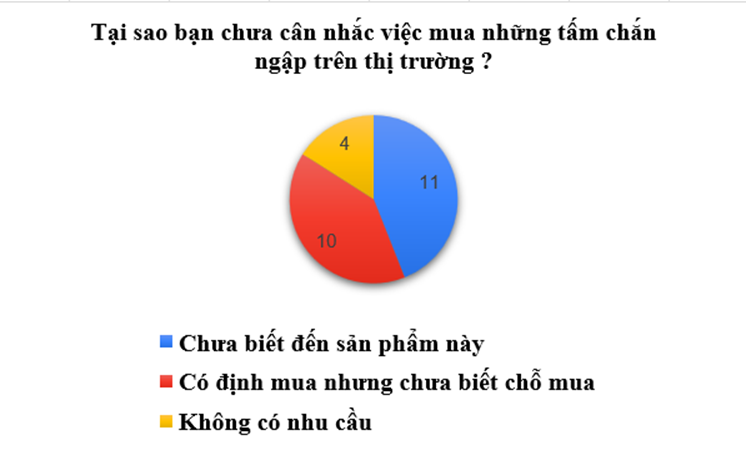 Tại sao bạn chưa cân nhắc việc mua những tấm chắn
ngập trên thị trường ?
4
11
10
Chưa biết đến sản phẩm này
Có định mua nhưng chưa biết chỗ mua
Không có nhu cầu